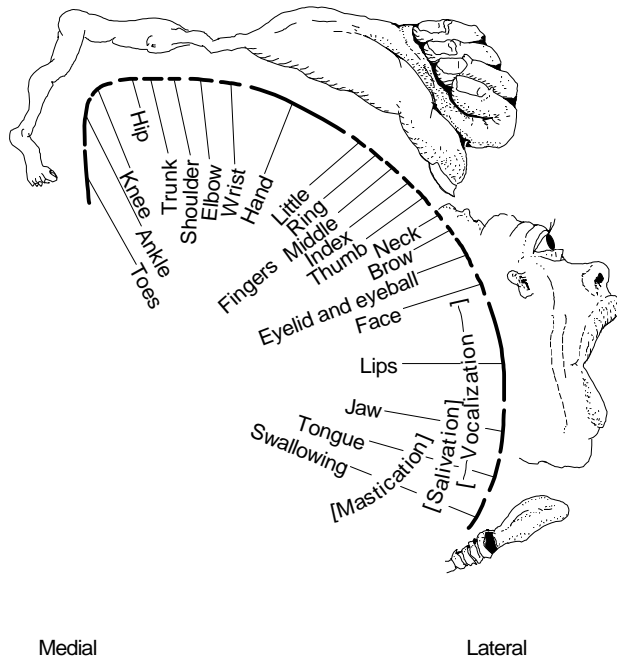 Hip
Trunk
Shoulder
Elbow
Wrist
Hand
Knee
Ankle
Toes
Little
Ring
Middle
Index
Thumb
Fingers
Neck
Brow
Eyelid and eyeball
Face
Lips
Jaw
Tongue
Swallowing
[Mastication]
[Salivation]
[— Vocalization —]
Medial
Lateral